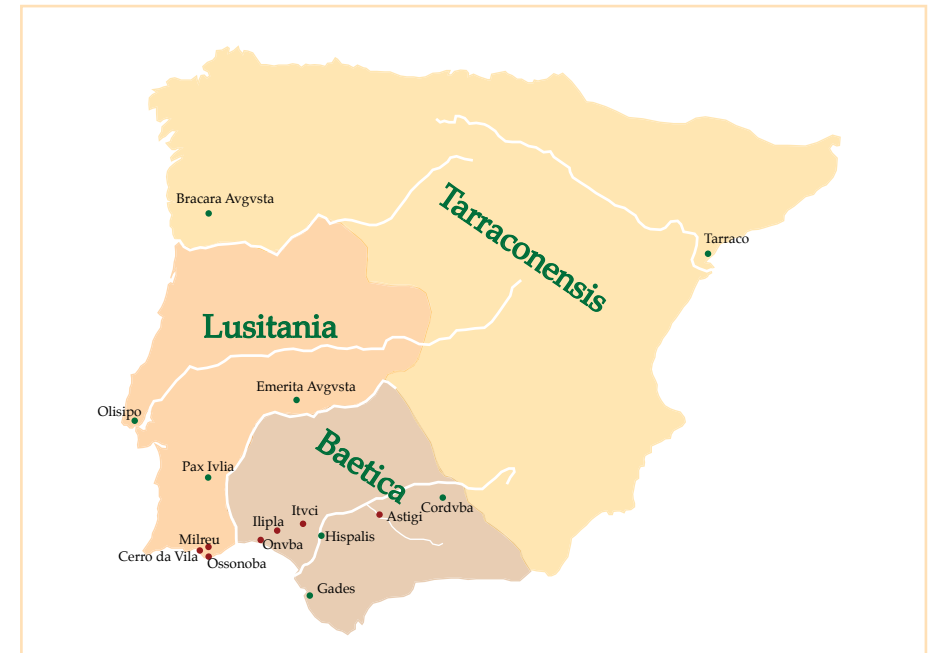 Bracara Avgvsta
Tarraconensis
Tarraco
Lusitania
Emerita Avgvsta
Olisipo
Baetica
Pax Ivlia
Cordvba
Itvci
Astigi
Ilipla
Hispalis
Onvba
Milreu
Cerro da Vila
Ossonoba
Gades